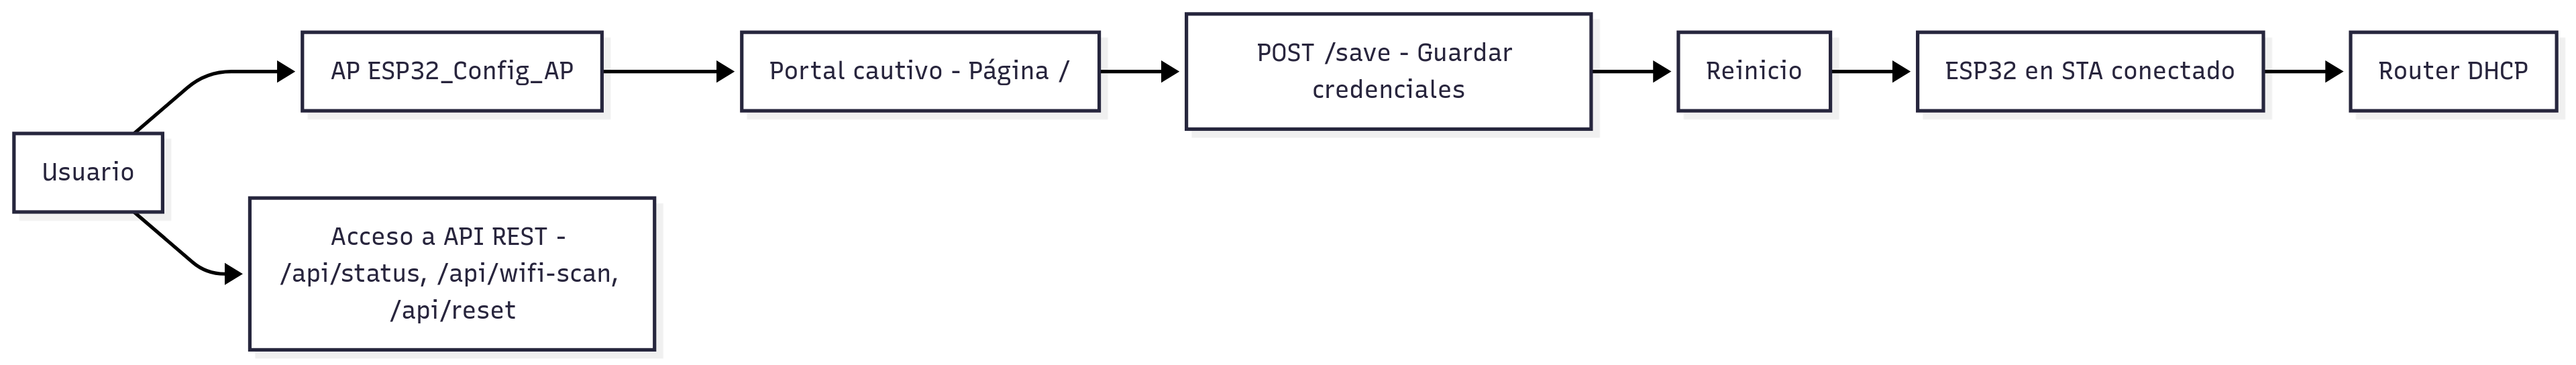 Usuario
AP ESP32_Config_AP
Portal cautivo - Página /
POST /save - Guardar
credenciales
Reinicio
ESP32 en STA conectado
Router DHCP
Acceso a API REST -
/api/status, /api/wifi-scan,
/api/reset